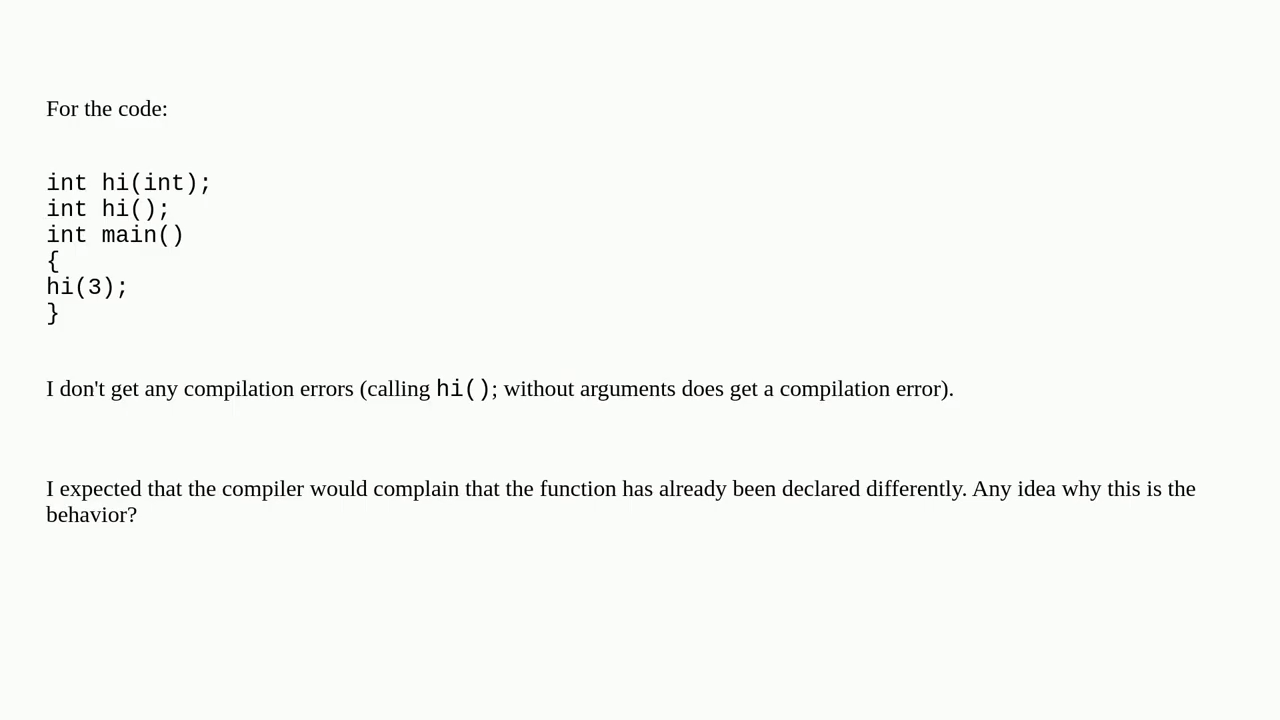 For the code:
int hi(int);
int hi();
int main()
{
hi(3);
}
I don't get any compilation errors (calling hi(); without arguments does get a compilation error).
I expected that the compiler would complain that the function has already been declared differently. Any idea why this is the
behavior?